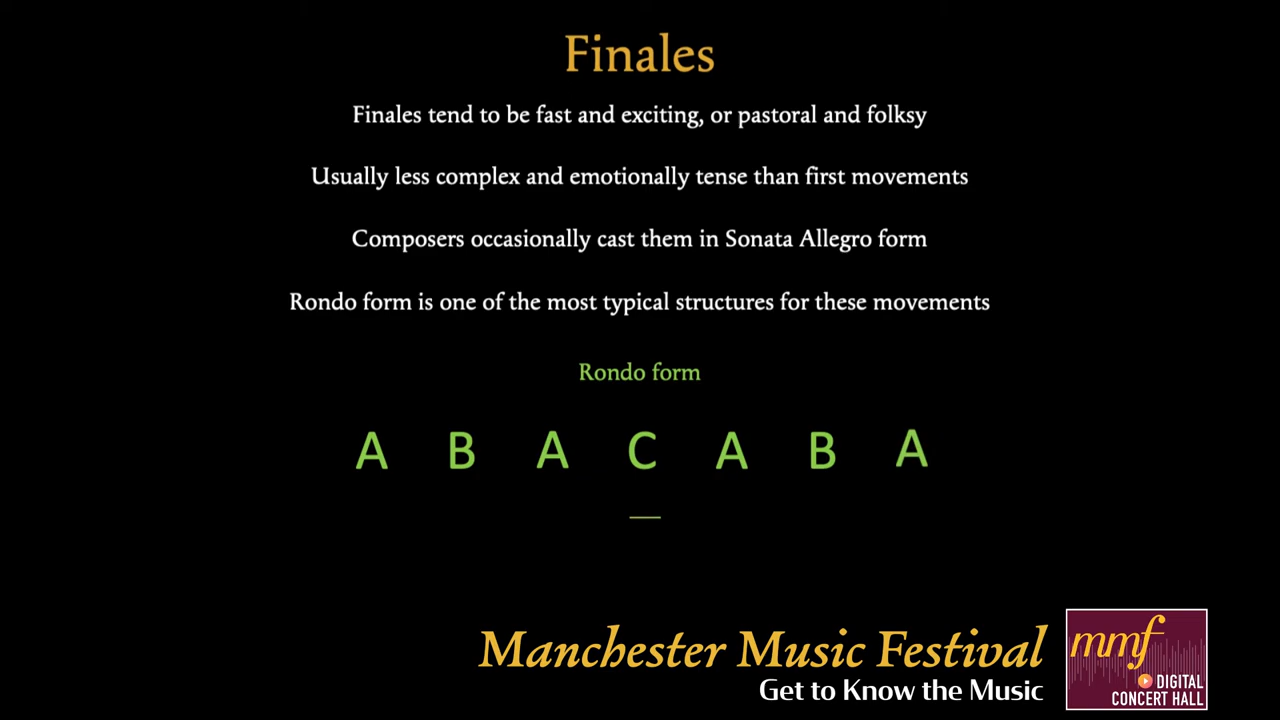 Finales
Finales tend to be fast and exciting, or pastoral and folksy
Usually less complex and emotionally tense than first movements
Composers occasionally cast them in Sonata Allegro form
Rondo form is one of the most typical structures for these movements
Rondo form
A B A C A B A
Manchester Music Festival
Get to Know the Music
mmf
DIGITAL
CONCERT HALL